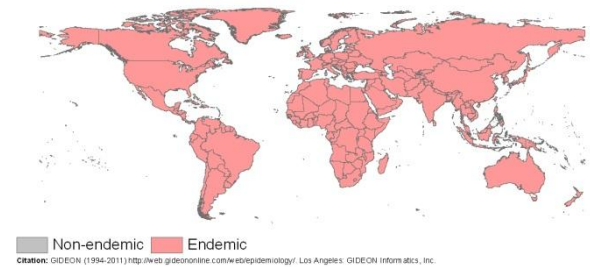 Non-endemic Endemic
Citation: GIDEON (1994-2011) http://web.gideononline.com/web/epidemiology/. Los Angeles: GIDEON Informatics, Inc.